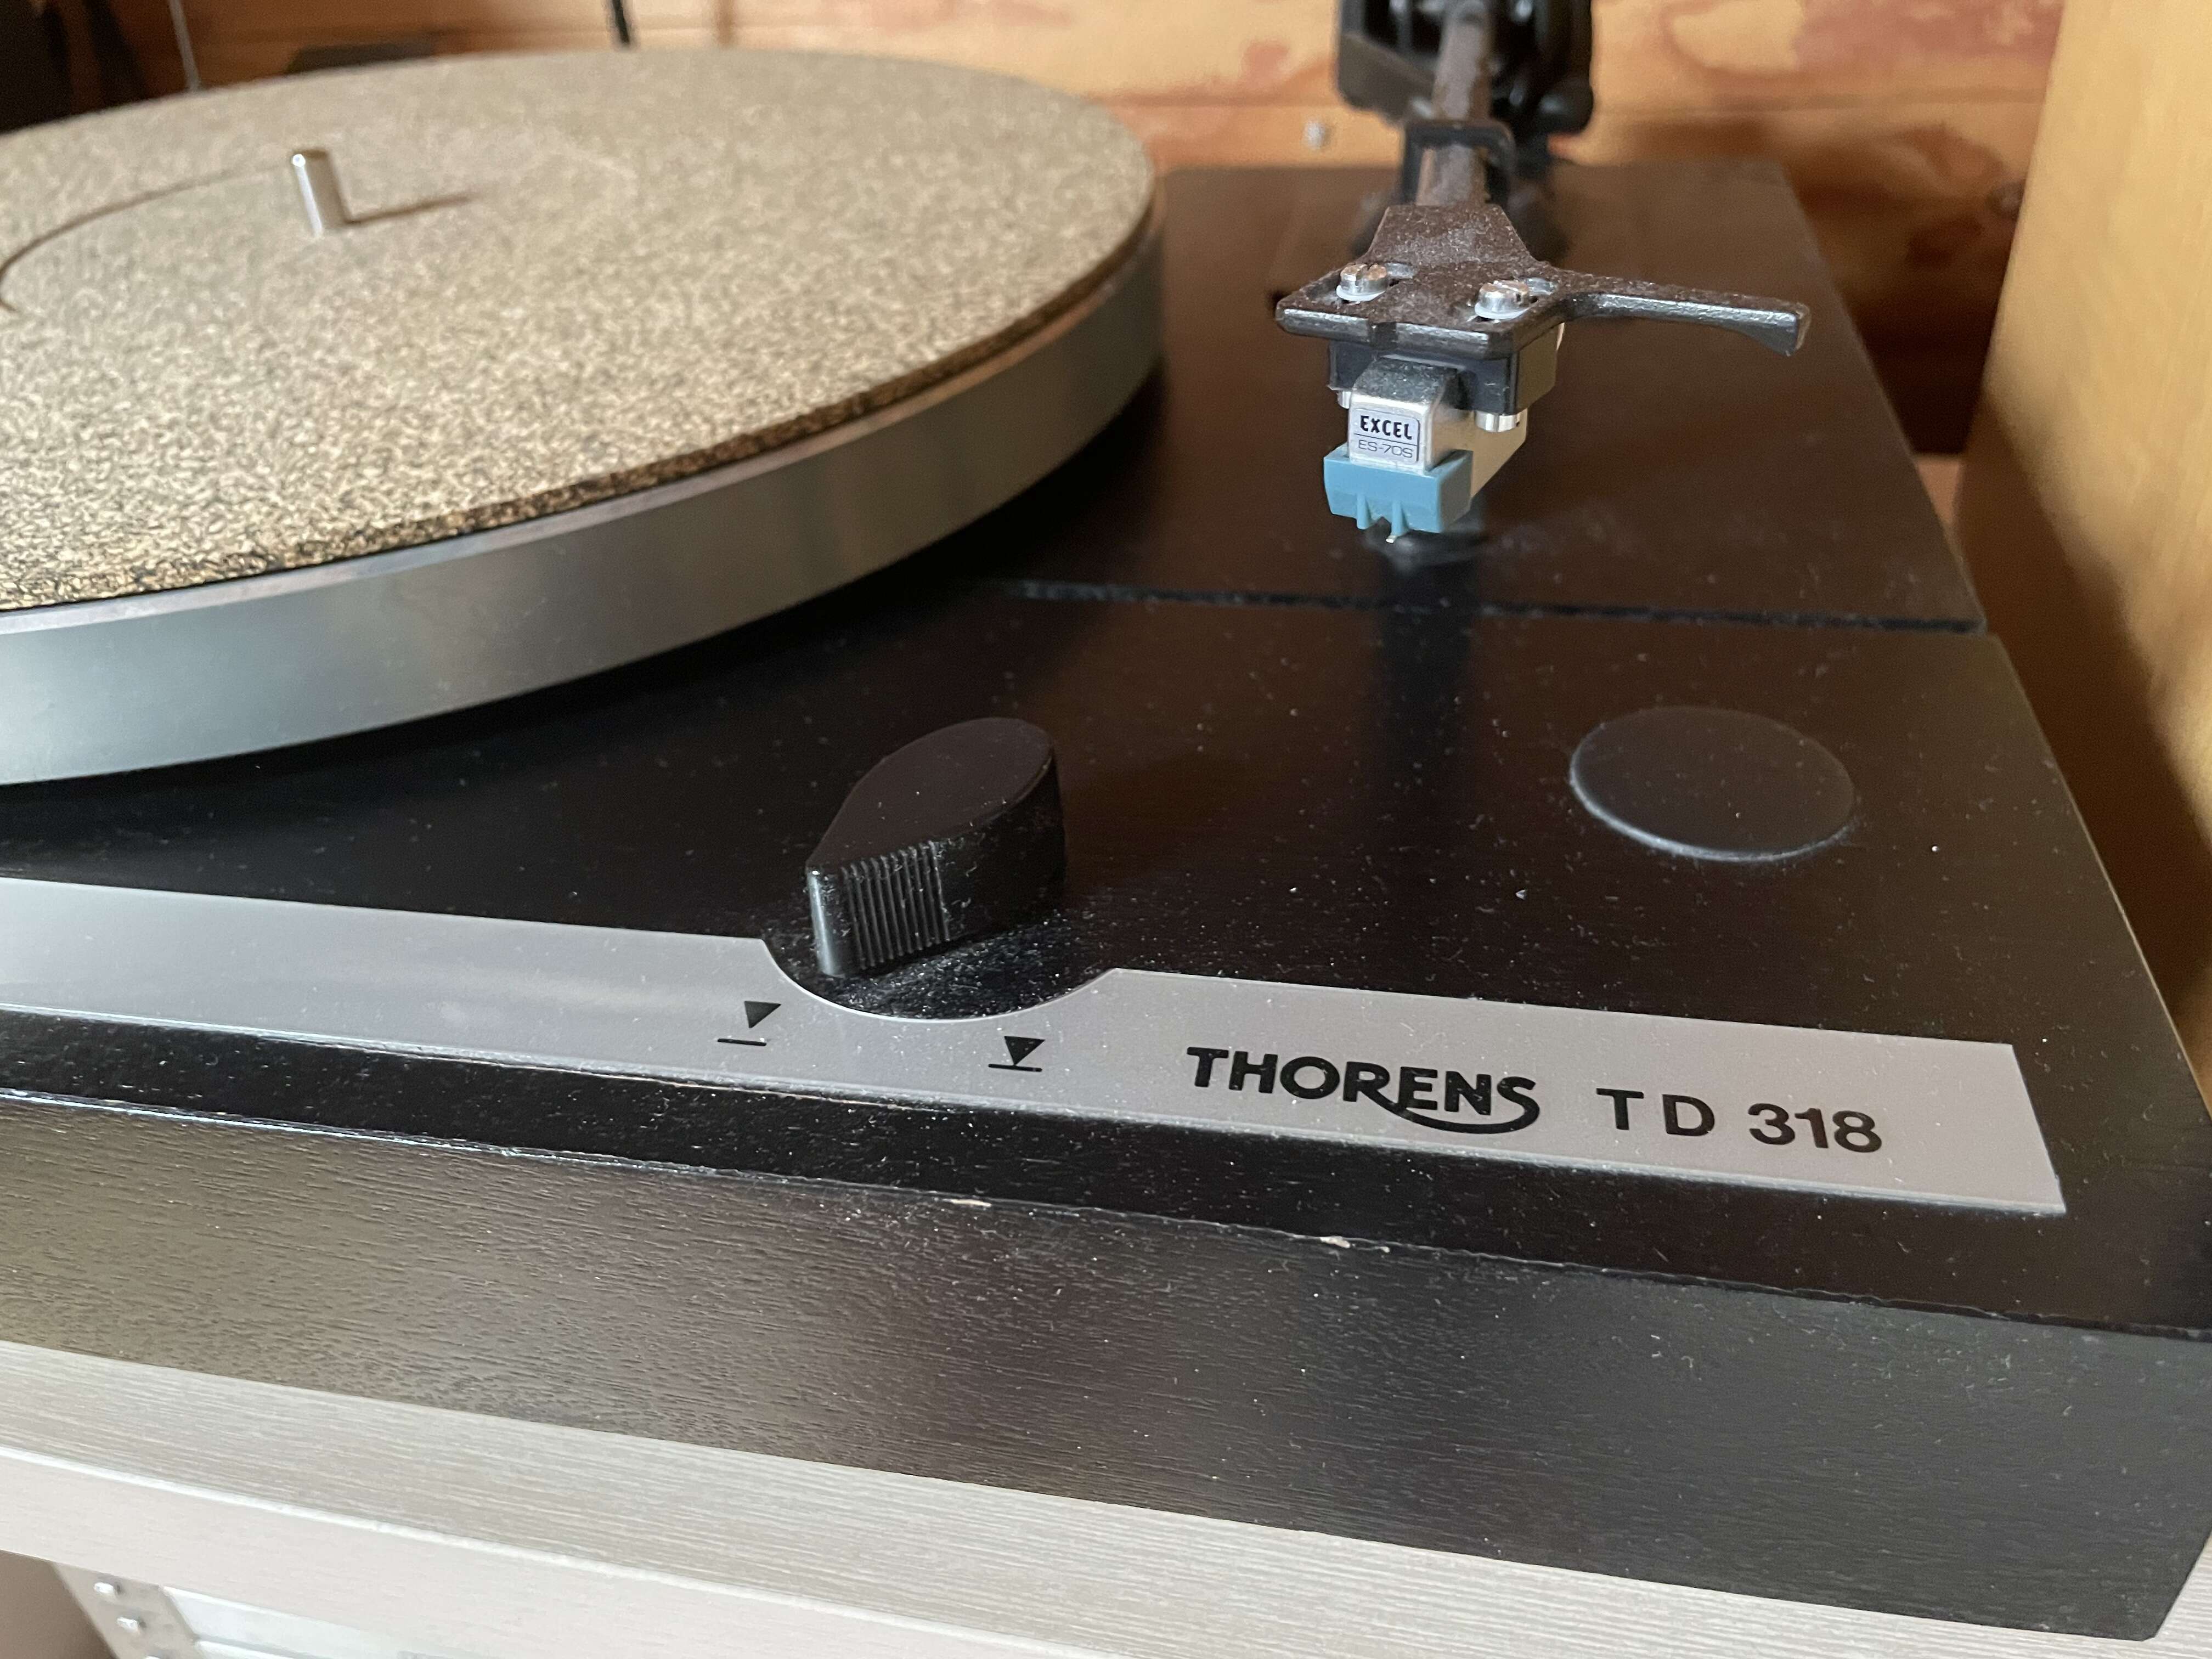 EXCEL
ES-70S
THORENS TD 318